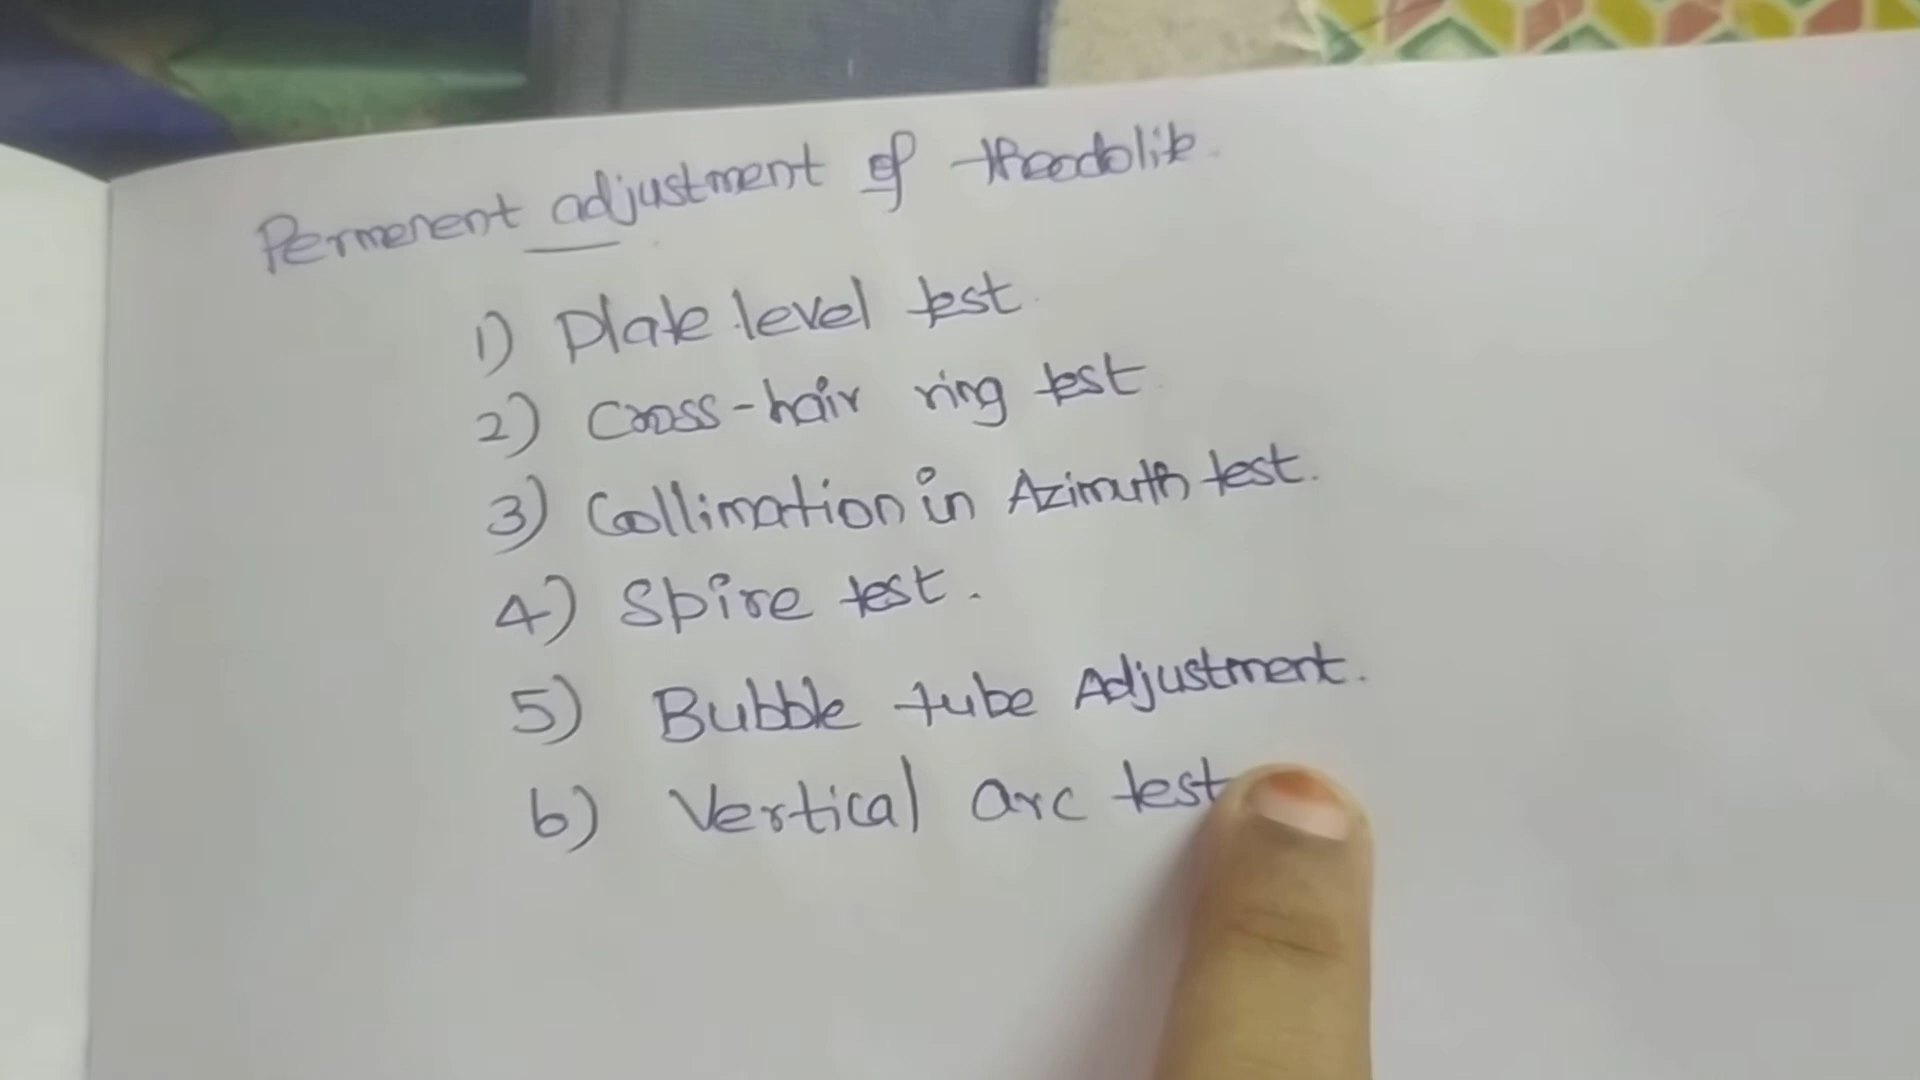 Permenent adjustment of theodolite.
1) Plate level test.
2) Cross-hair ring test
3) Collimation in Azimuth test.
4) Spire test.
5) Bubble tube Adjustment.
6) Vertical arc test